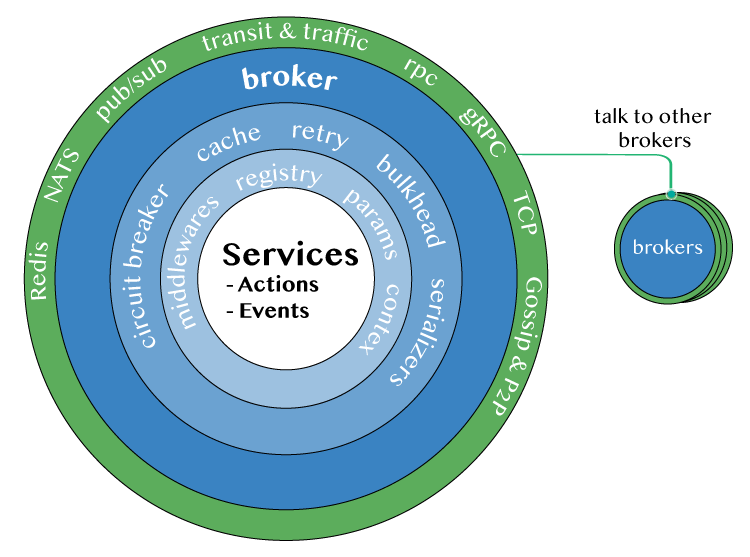 transit & traffic
pub/sub
rpc
NATS
gRPC
Redis
TCP
Gossip & P2P
broker
cache
retry
circuit breaker
bulkhead
serializers
registry
middlewares
params
contex
Services
- Actions
- Events
talk to other
brokers
brokers